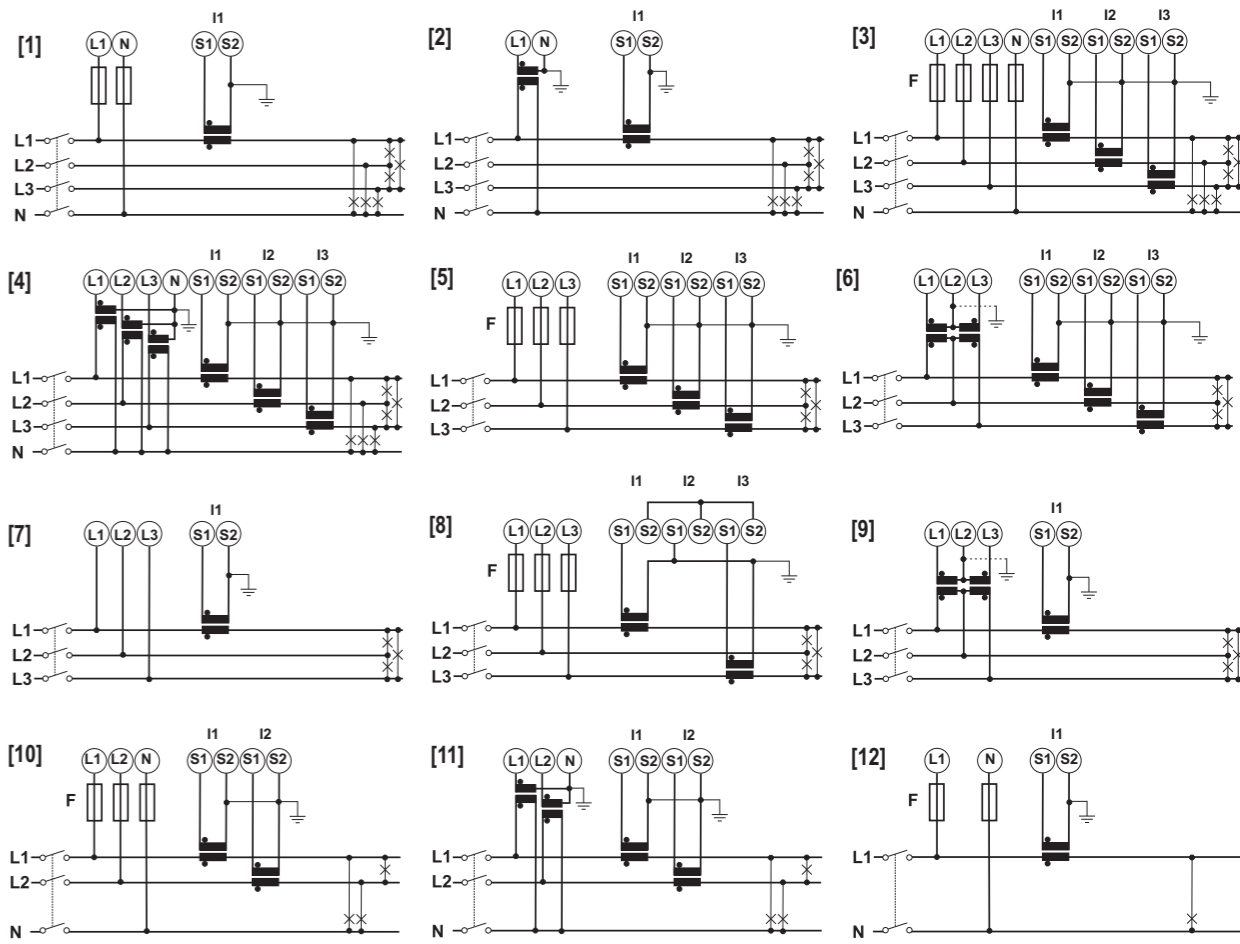 [1]
I1
L1 N S1 S2
L1
L2
L3
N
[2]
I1
L1 N S1 S2
L1
L2
L3
N
[3]
I1 I2 I3
L1 L2 L3 N S1 S2 S1 S2 S1 S2
F
L1
L2
L3
N
[4]
I1 I2 I3
L1 L2 L3 N S1 S2 S1 S2 S1 S2
L1
L2
L3
N
[5]
I1 I2 I3
L1 L2 L3 S1 S2 S1 S2 S1 S2
F
L1
L2
L3
[6]
I1 I2 I3
L1 L2 L3 S1 S2 S1 S2 S1 S2
L1
L2
L3
[7]
I1
L1 L2 L3 S1 S2
L1
L2
L3
[8]
I1 I2 I3
L1 L2 L3 S1 S2 S1 S2 S1 S2
F
L1
L2
L3
[9]
I1
L1 L2 L3 S1 S2
L1
L2
L3
[10]
I1 I2
L1 L2 N S1 S2 S1 S2
F
L1
L2
N
[11]
I1 I2
L1 L2 N S1 S2 S1 S2
L1
L2
N
[12]
I1
L1 N S1 S2
F
L1
N